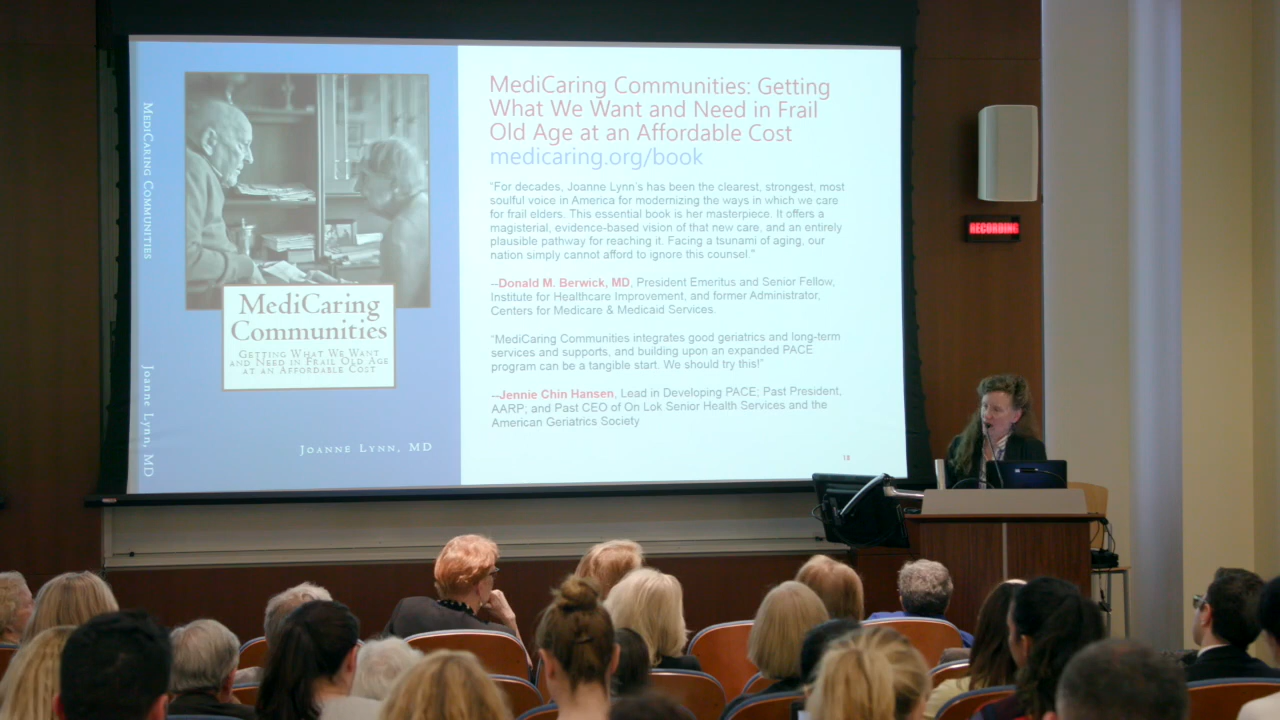 MEDICARING COMMUNITIES
JOANNE LYNN, MD
MediCaring
Communities
GETTING WHAT WE WANT
AND NEED IN FRAIL OLD AGE
AT AN AFFORDABLE COST
JOANNE LYNN, MD
MediCaring Communities: Getting
What We Want and Need in Frail
Old Age at an Affordable Cost
medicaring.org/book
"For decades, Joanne Lynn's has been the clearest, strongest, most
soulful voice in America for modernizing the ways in which we care
for frail elders. This essential book is her masterpiece. It offers a
magisterial, evidence-based vision of that new care, and an entirely
plausible pathway for reaching it. Facing a tsunami of aging, our
nation simply cannot afford to ignore this counsel."
--Donald M. Berwick, MD, President Emeritus and Senior Fellow,
Institute for Healthcare Improvement, and former Administrator,
Centers for Medicare & Medicaid Services.
"MediCaring Communities integrates good geriatrics and long-term
services and supports, and building upon an expanded PACE
program can be a tangible start. We should try this!"
--Jennie Chin Hansen, Lead in Developing PACE; Past President,
AARP; and Past CEO of On Lok Senior Health Services and the
American Geriatrics Society
18
RECORDING